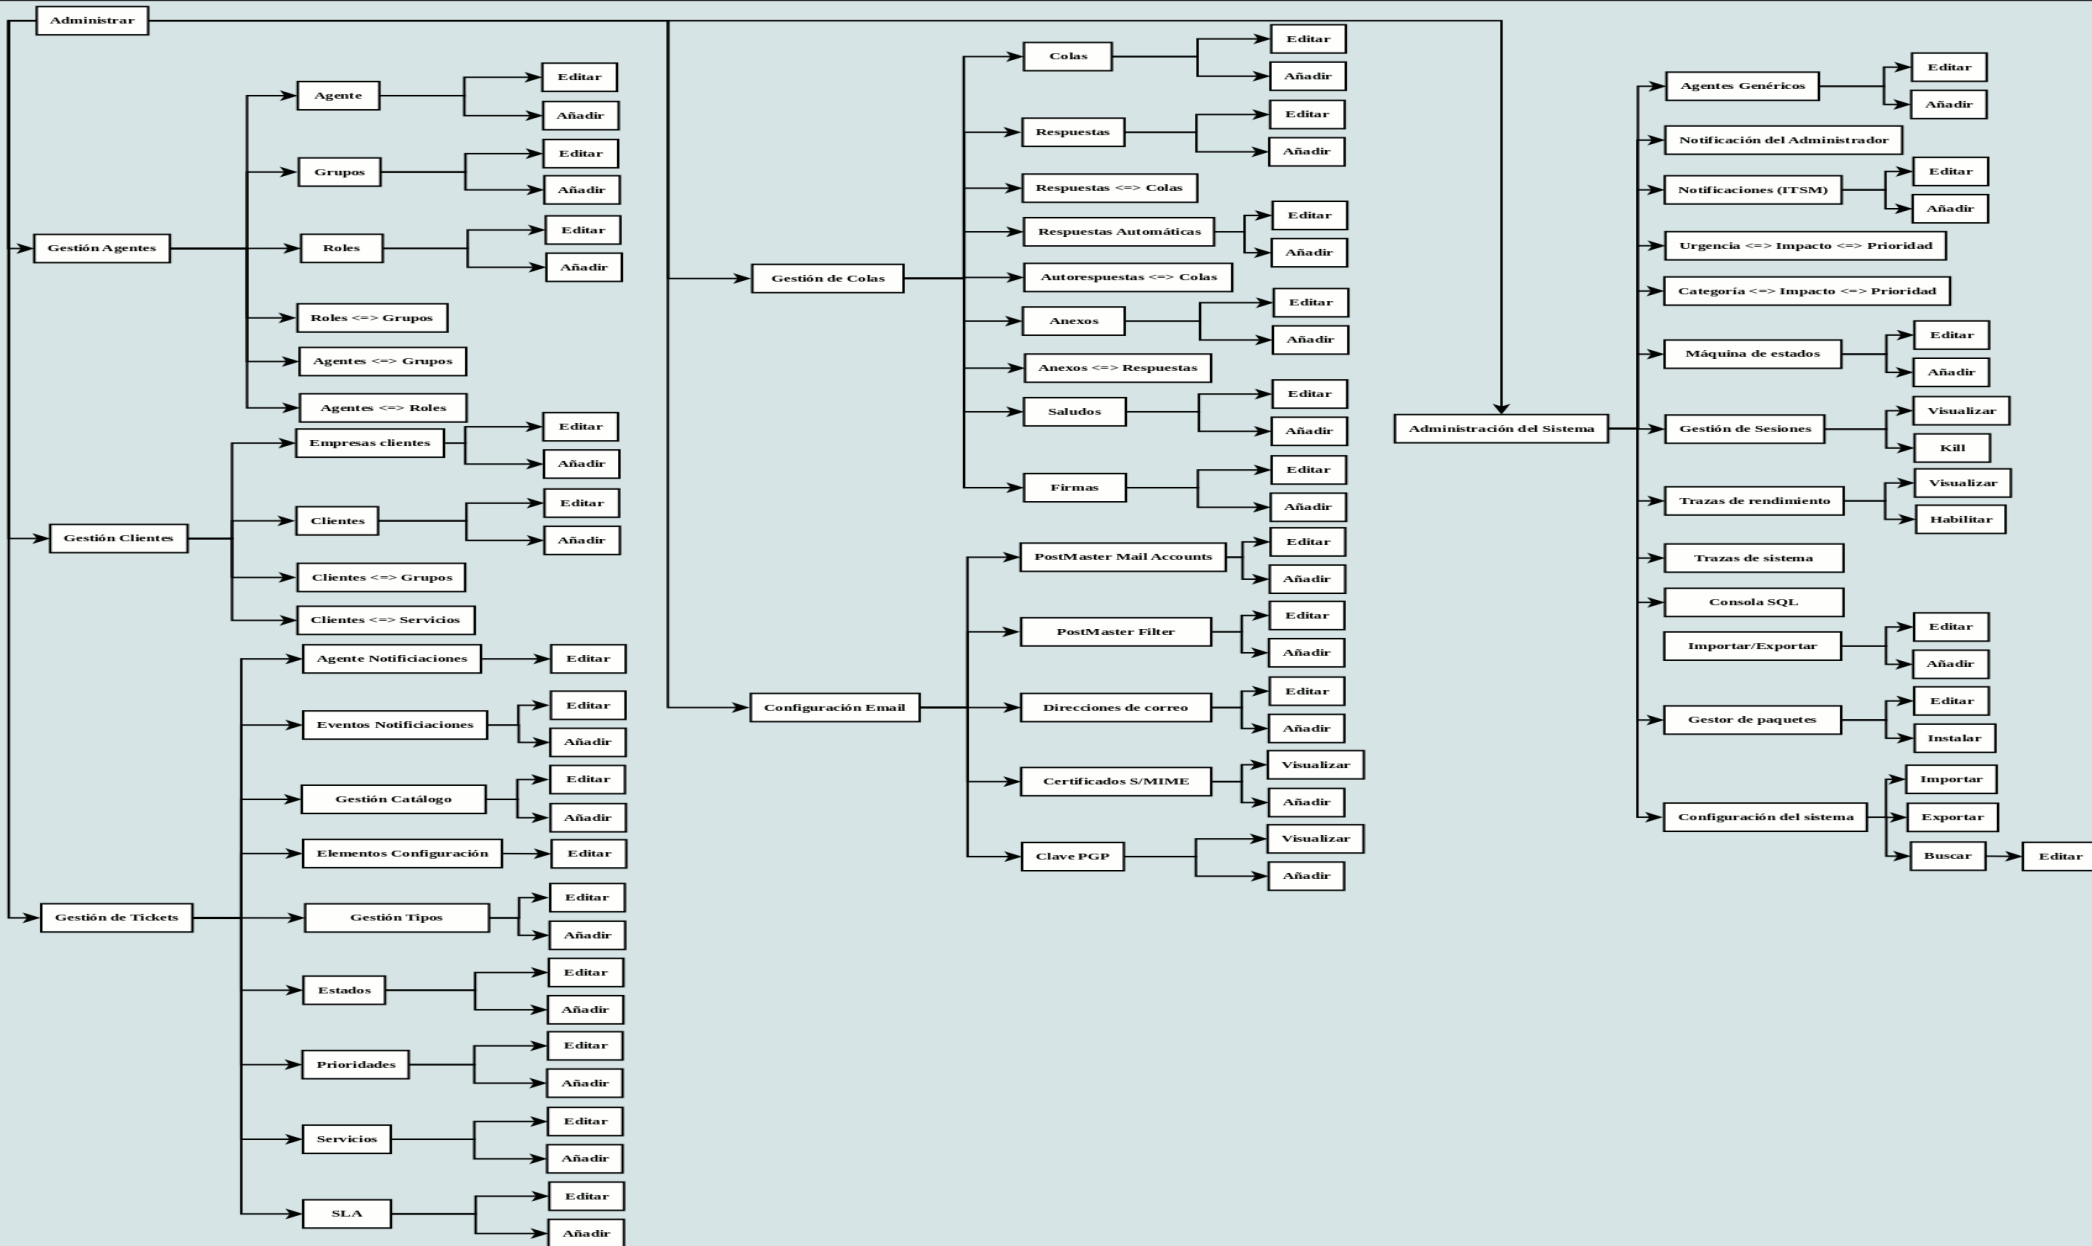 Administrar
Gestión Agentes
Agente
Editar
Añadir
Grupos
Editar
Añadir
Roles
Editar
Añadir
Roles <=> Grupos
Agentes <=> Grupos
Agentes <=> Roles
Gestión Clientes
Empresas clientes
Editar
Añadir
Clientes
Editar
Añadir
Clientes <=> Grupos
Clientes <=> Servicios
Gestión de Tickets
Agente Notificiaciones
Editar
Eventos Notificiaciones
Editar
Añadir
Gestión Catálogo
Editar
Añadir
Elementos Configuración
Editar
Gestión Tipos
Editar
Añadir
Estados
Editar
Añadir
Prioridades
Editar
Añadir
Servicios
Editar
Añadir
SLA
Editar
Añadir
Gestión de Colas
Colas
Editar
Añadir
Respuestas
Editar
Añadir
Respuestas <=> Colas
Respuestas Automáticas
Editar
Añadir
Autorespuestas <=> Colas
Anexos
Editar
Añadir
Anexos <=> Respuestas
Saludos
Editar
Añadir
Firmas
Editar
Añadir
Configuración Email
PostMaster Mail Accounts
Editar
Añadir
PostMaster Filter
Editar
Añadir
Direcciones de correo
Editar
Añadir
Certificados S/MIME
Visualizar
Añadir
Clave PGP
Visualizar
Añadir
Administración del Sistema
Agentes Genéricos
Editar
Añadir
Notificación del Administrador
Notificaciones (ITSM)
Editar
Añadir
Urgencia <=> Impacto <=> Prioridad
Categoría <=> Impacto <=> Prioridad
Máquina de estados
Editar
Añadir
Gestión de Sesiones
Visualizar
Kill
Trazas de rendimiento
Visualizar
Habilitar
Trazas de sistema
Consola SQL
Importar/Exportar
Editar
Añadir
Gestor de paquetes
Editar
Instalar
Configuración del sistema
Importar
Exportar
Buscar
Editar